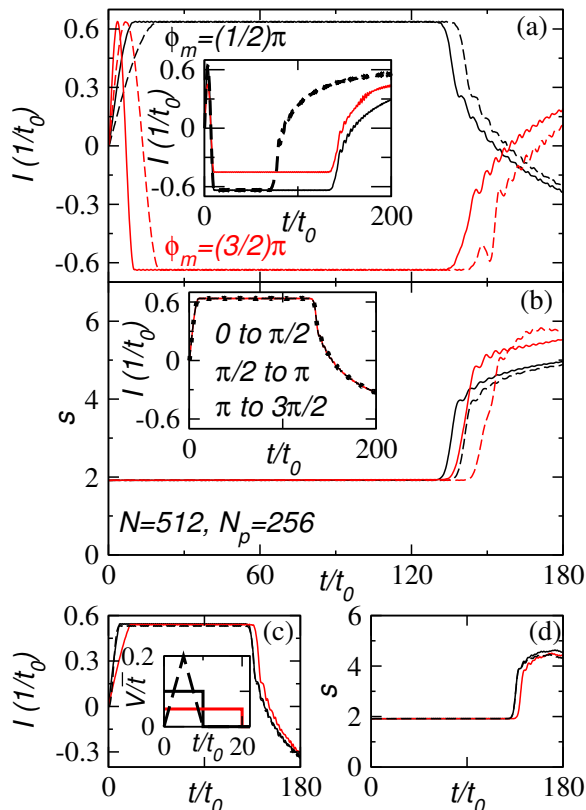 (a)
I (1/t0)
0.6
0.3
0
-0.3
-0.6
ϕm=(1/2)π
I (1/t0)
0.6
0
-0.6
0
100
200
t/t0
ϕm=(3/2)π
(b)
s
6
4
2
0
I (1/t0)
0.6
0
-0.6
0 to π/2
π/2 to π
π to 3π/2
0
200
t/t0
N=512, Np=256
0
60
120
180
t/t0
(c)
I (1/t0)
0.6
0.3
0
-0.3
V/t̅
0.2
0
0
t/t0
20
0
180
t/t0
(d)
s
6
4
2
0
0
180
t/t0